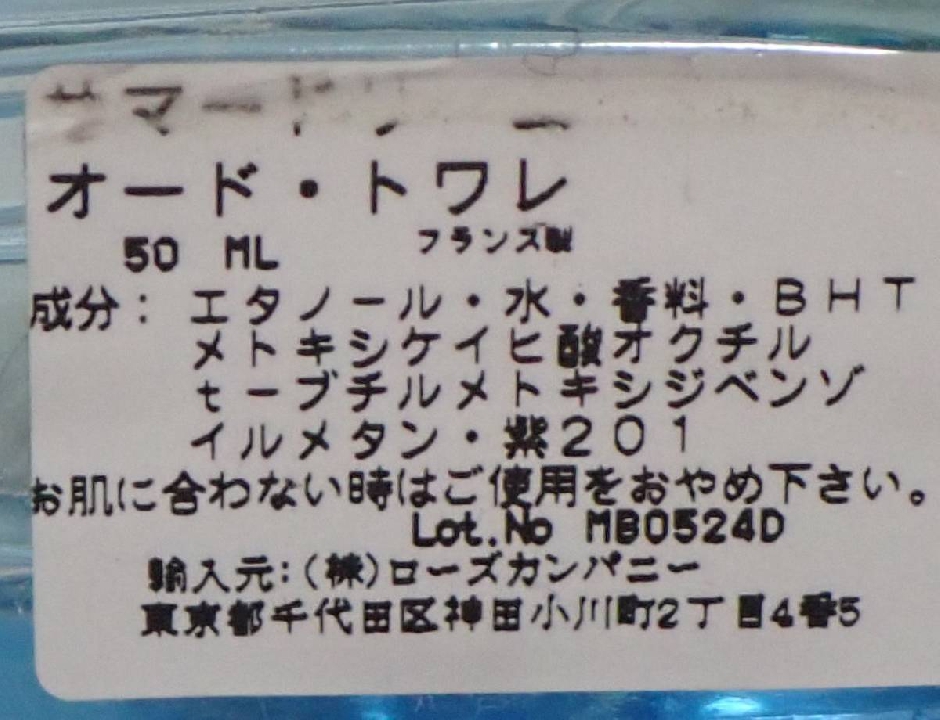 オード・トワレ
50 ML フランス製
成分： エタノール・水・香料・BHT
メトキシケイヒ酸オクチル
tーブチルメトキシジベンゾ
イルメタン・紫201
お肌に合わない時はご使用をおやめ下さい。
Lot.No MB0524D
輸入元:(株)ローズカンパニー
東京都千代田区神田小川町2丁目4番5